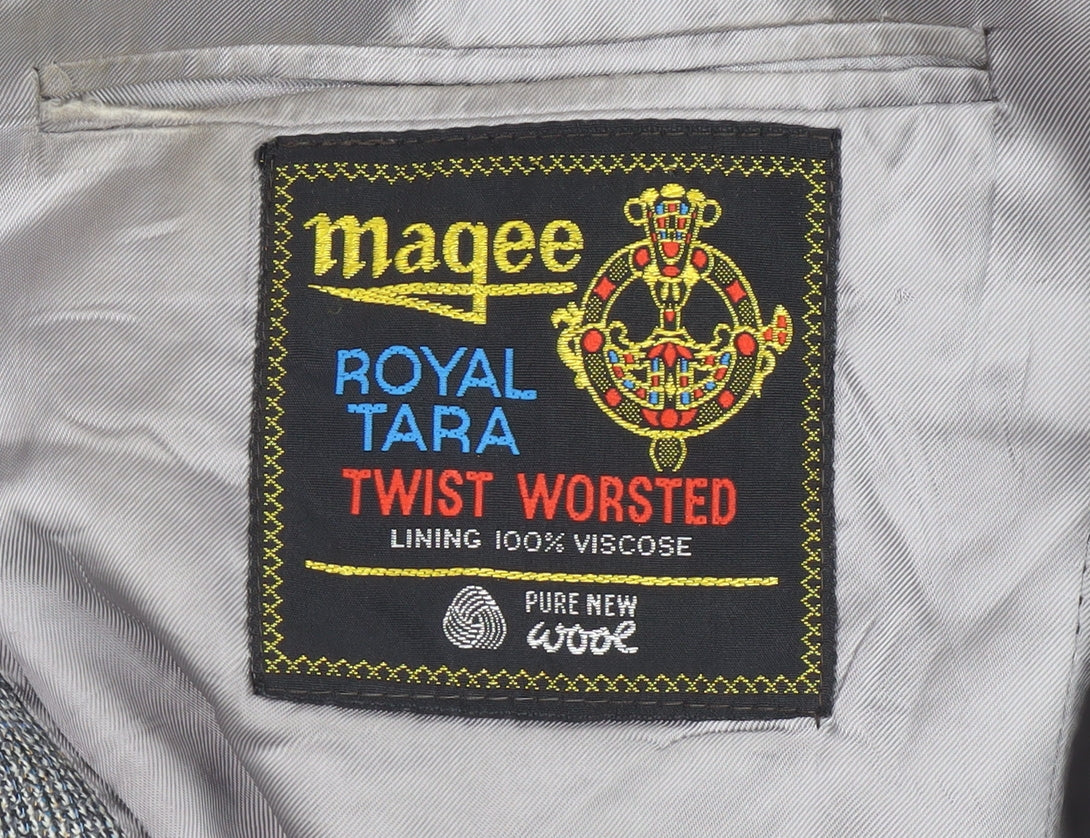 magee
ROYAL
TARA
TWIST WORSTED
LINING 100% VISCOSE
PURE NEW
wool